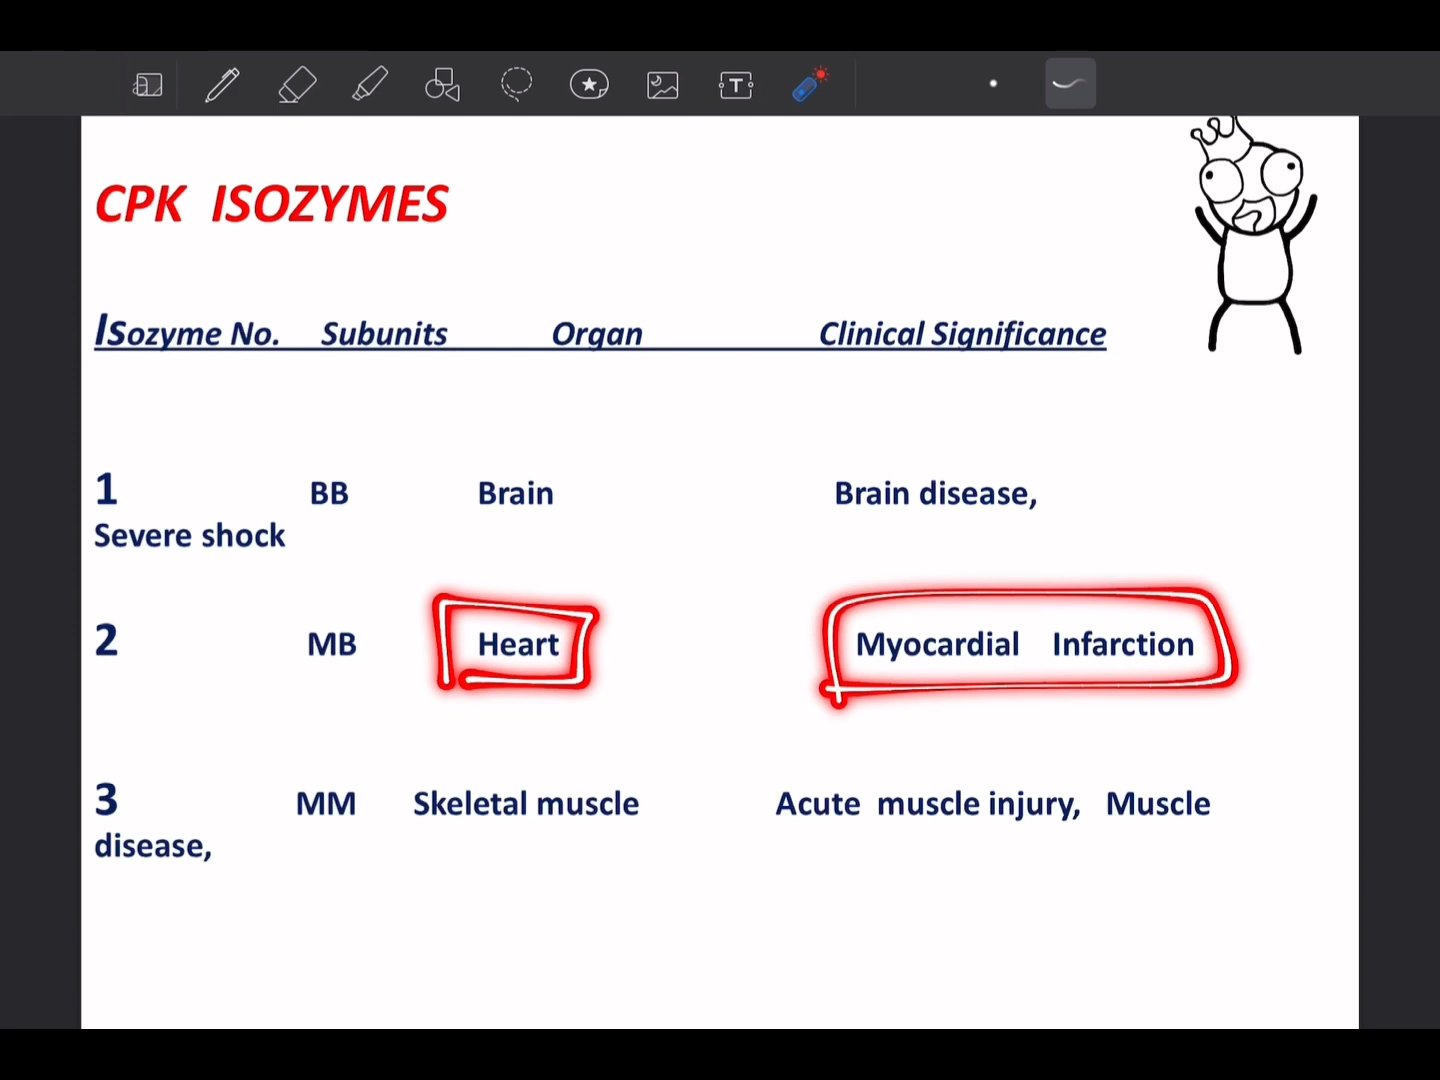 CPK ISOZYMES
Isozyme No. Subunits Organ Clinical Significance
1 BB Brain Brain disease,
Severe shock
2 MB Heart Myocardial Infarction
3 MM Skeletal muscle Acute muscle injury, Muscle
disease,